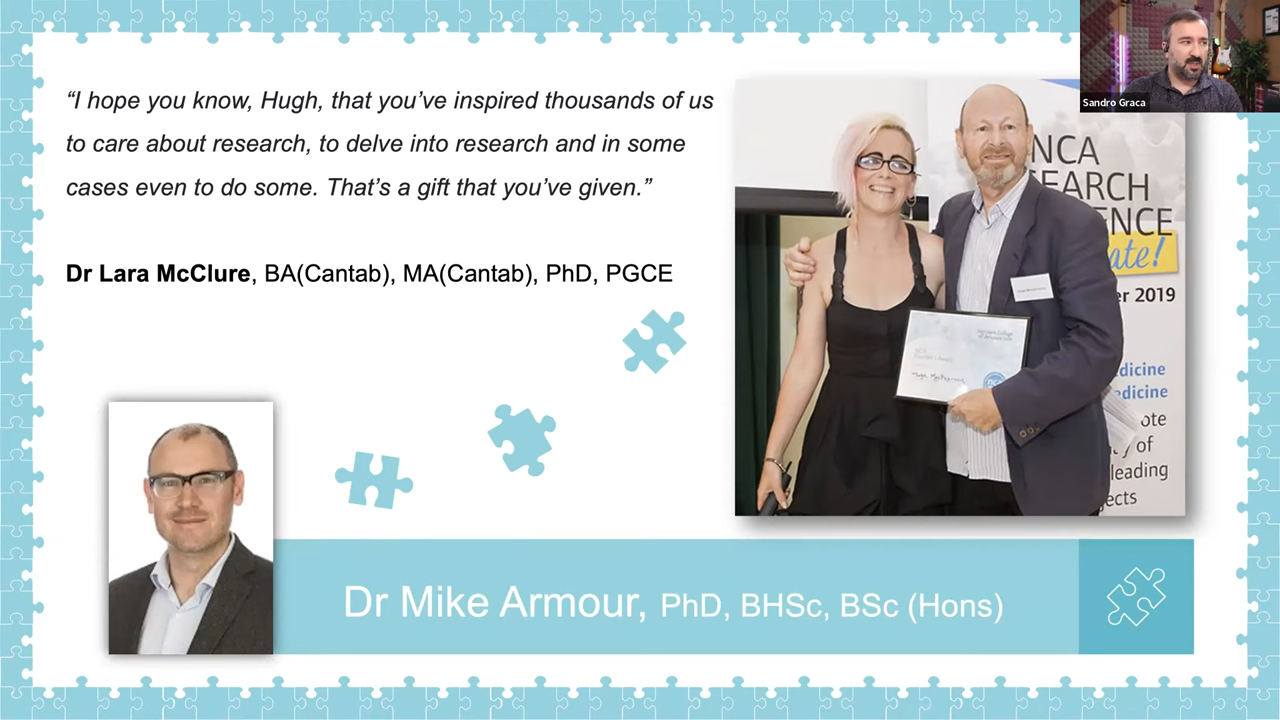 “I hope you know, Hugh, that you’ve inspired thousands of us
to care about research, to delve into research and in some
cases even to do some. That’s a gift that you’ve given.”
Dr Lara McClure, BA(Cantab), MA(Cantab), PhD, PGCE
Sandro Graca
NCA
EARCH
ENCE
ate!
er 2019
edicine
edicine
ote
y of
leading
jects
Dr Mike Armour, PhD, BHSc, BSc (Hons)